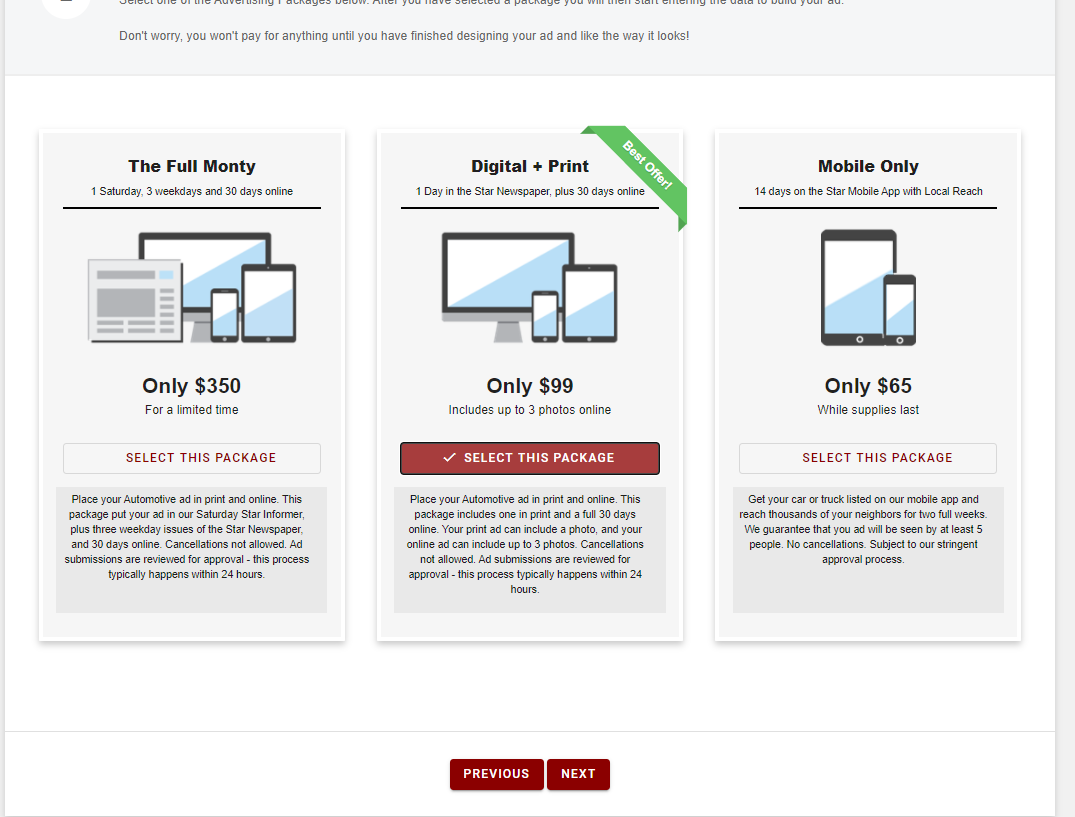 Select one of the Advertising Packages below. After you have selected a package you will then start entering the data to build your ad.
Don't worry, you won't pay for anything until you have finished designing your ad and like the way it looks!
The Full Monty
1 Saturday, 3 weekdays and 30 days online
Only $350
For a limited time
SELECT THIS PACKAGE
Place your Automotive ad in print and online. This
package put your ad in our Saturday Star Informer,
plus three weekday issues of the Star Newspaper,
and 30 days online. Cancellations not allowed. Ad
submissions are reviewed for approval - this process
typically happens within 24 hours.
Best Offer!
Digital + Print
1 Day in the Star Newspaper, plus 30 days online
Only $99
Includes up to 3 photos online
SELECT THIS PACKAGE
Place your Automotive ad in print and online. This
package includes one in print and a full 30 days
online. Your print ad can include a photo, and your
online ad can include up to 3 photos. Cancellations
not allowed. Ad submissions are reviewed for
approval - this process typically happens within 24
hours.
Mobile Only
14 days on the Star Mobile App with Local Reach
Only $65
While supplies last
SELECT THIS PACKAGE
Get your car or truck listed on our mobile app and
reach thousands of your neighbors for two full weeks.
We guarantee that you ad will be seen by at least 5
people. No cancellations. Subject to our stringent
approval process.
PREVIOUS
NEXT